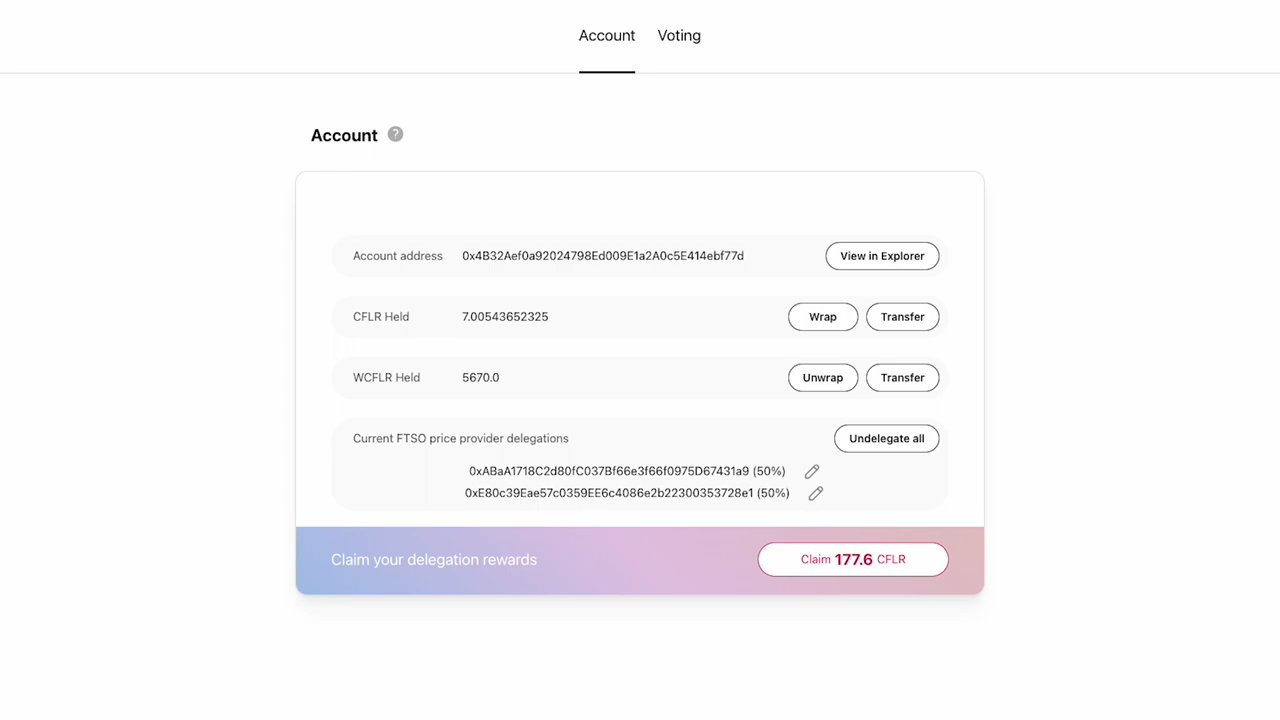 Account Voting
Account ?
Account address 0x4B32Aef0a92024798Ed009E1a2A0c5E414ebf77d View in Explorer
CFLR Held 7.00543652325 Wrap Transfer
WCFLR Held 5670.0 Unwrap Transfer
Current FTSO price provider delegations Undelegate all
0xABaA1718C2d80fC037Bf66e3f66f0975D67431a9 (50%)
0xE80c39Eae57c0359EE6c4086e2b22300353728e1 (50%)
Claim your delegation rewards Claim 177.6 CFLR